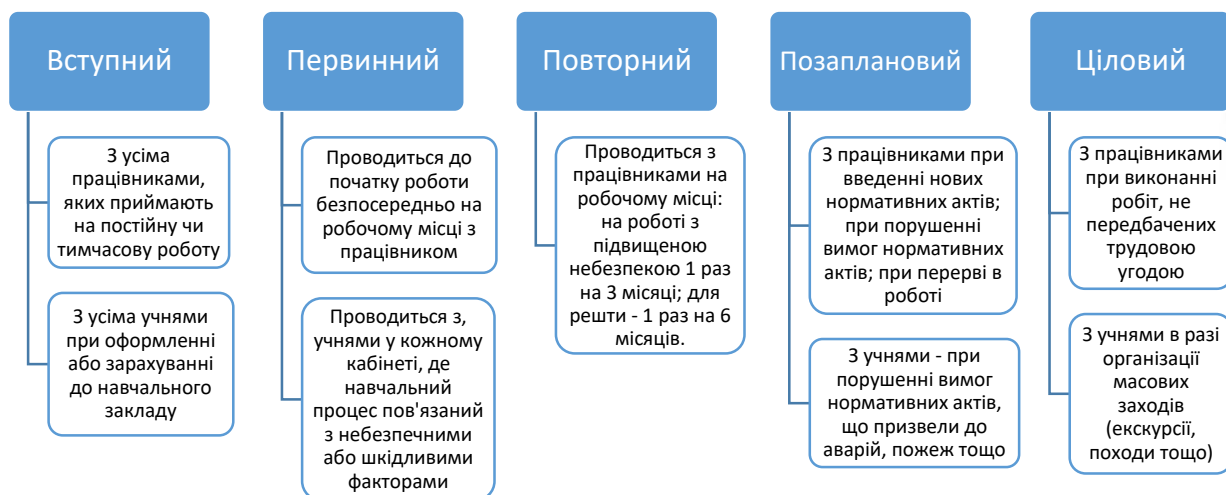 Вступний
З усіма
працівниками,
яких приймають
на постійну чи
тимчасову роботу
З усіма учнями
при оформленні
або зарахуванні
до навчального
закладу
Первинний
Проводиться до
початку роботи
безпосередньо на
робочому місці з
працівником
Проводиться з,
учнями у кожному
кабінеті, де
навчальний
процес пов'язаний
з небезпечними
або шкідливими
факторами
Повторний
Проводиться з
працівниками на
робочому місці:
на роботі з
підвищеною
небезпекою 1 раз
на 3 місяці; для
решти - 1 раз на 6
місяців.
Позаплановий
З працівниками при
введенні нових
нормативних актів;
при порушенні
вимог нормативних
актів; при перерві в
роботі
З учнями - при
порушенні вимог
нормативних актів,
що призвели до
аварій, пожеж тощо
Ціловий
З працівниками
при виконанні
робіт, не
передбачених
трудовою
угодою
З учнями в разі
організації
масових
заходів
(екскурсії,
походи тощо)